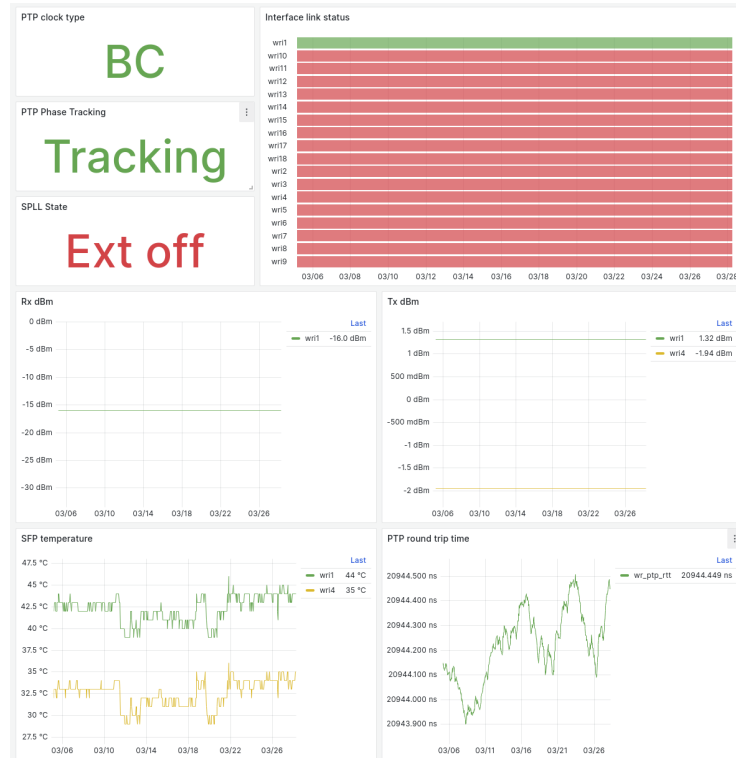 PTP clock type
BC
PTP Phase Tracking
Tracking
SPLL State
Ext off
Interface link status
wri1
wri10
wri11
wri12
wri13
wri14
wri15
wri16
wri17
wri18
wri2
wri3
wri4
wri5
wri6
wri7
wri8
wri9
03/06 03/08 03/10 03/12 03/14 03/16 03/18 03/20 03/22 03/24 03/26 03/28
Rx dBm
0 dBm
-5 dBm
-10 dBm
-15 dBm
-20 dBm
-25 dBm
-30 dBm
03/06 03/10 03/14 03/18 03/22 03/26
Last
wri1 -16.0 dBm
Tx dBm
1.5 dBm
1 dBm
500 mdBm
0 dBm
-500 mdBm
-1 dBm
-1.5 dBm
-2 dBm
03/06 03/10 03/14 03/18 03/22 03/26
Last
wri1 1.32 dBm
wri4 -1.94 dBm
SFP temperature
47.5 °C
45 °C
42.5 °C
40 °C
37.5 °C
35 °C
32.5 °C
30 °C
27.5 °C
03/06 03/10 03/14 03/18 03/22 03/26
Last
wri1 44 °C
wri4 35 °C
PTP round trip time
20944.500 ns
20944.400 ns
20944.300 ns
20944.200 ns
20944.100 ns
20944.000 ns
20943.900 ns
03/06 03/11 03/16 03/21 03/26
Last
wr_ptp_rtt 20944.449 ns